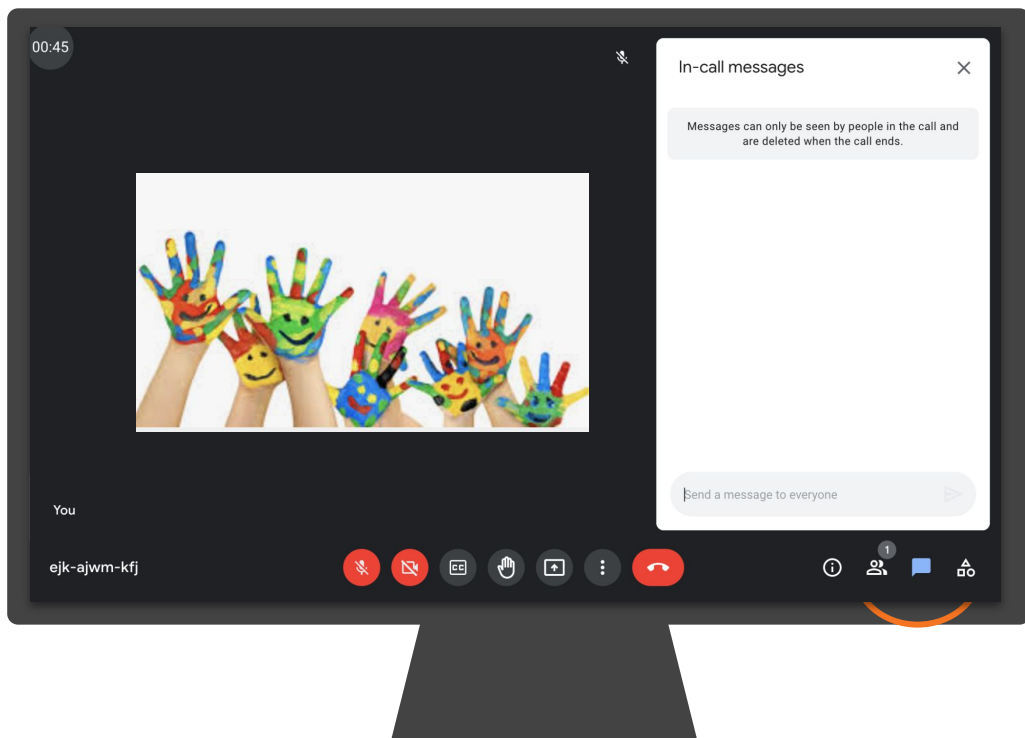 00:45
In-call messages
Messages can only be seen by people in the call and
are deleted when the call ends.
Send a message to everyone
You
ejk-ajwm-kfj
CC
1